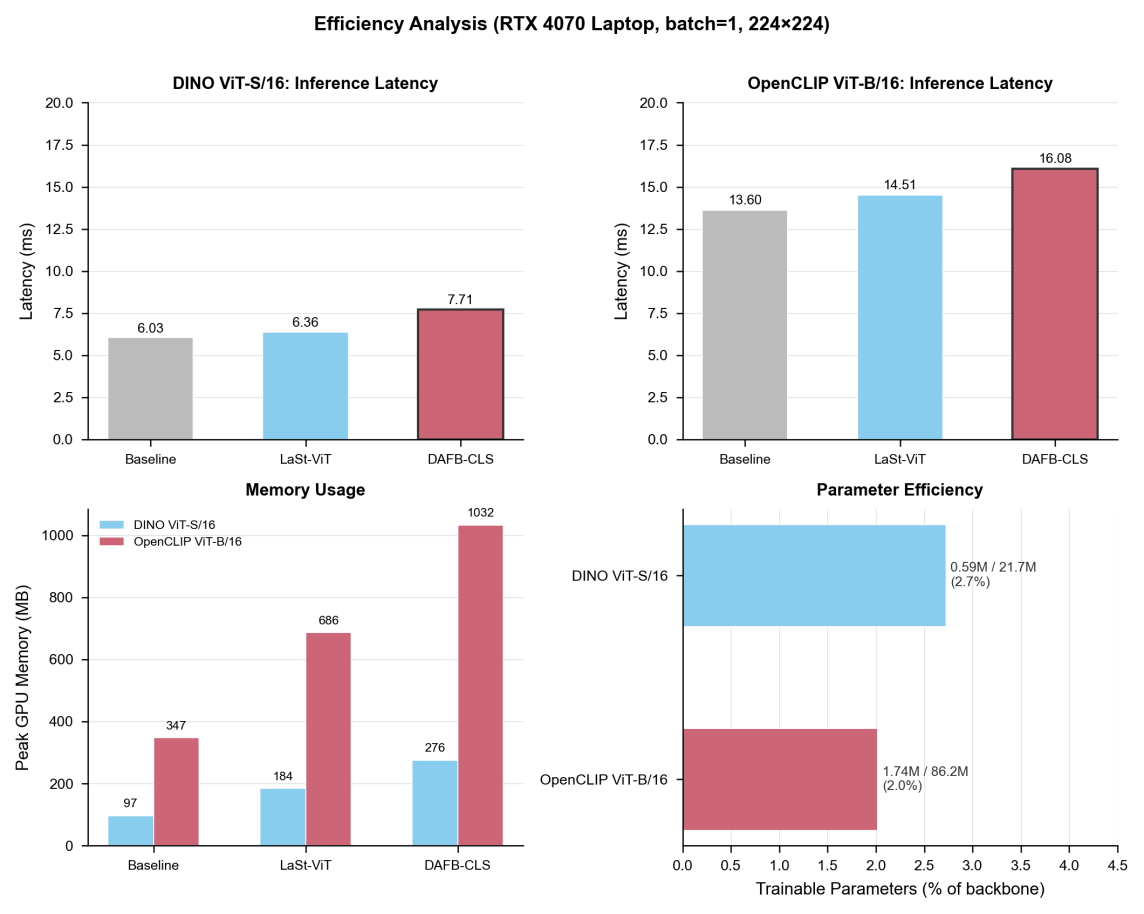 Efficiency Analysis (RTX 4070 Laptop, batch=1, 224×224)
DINO ViT-S/16: Inference Latency
Latency (ms)
20.0
17.5
15.0
12.5
10.0
7.5
5.0
2.5
0.0
6.03
6.36
7.71
Baseline
LaSt-ViT
DAFB-CLS
OpenCLIP ViT-B/16: Inference Latency
Latency (ms)
20.0
17.5
15.0
12.5
10.0
7.5
5.0
2.5
0.0
13.60
14.51
16.08
Baseline
LaSt-ViT
DAFB-CLS
Memory Usage
Peak GPU Memory (MB)
1000
800
600
400
200
0
DINO ViT-S/16
OpenCLIP ViT-B/16
97
347
184
686
276
1032
Baseline
LaSt-ViT
DAFB-CLS
Parameter Efficiency
DINO ViT-S/16
0.59M / 21.7M
(2.7%)
OpenCLIP ViT-B/16
1.74M / 86.2M
(2.0%)
0.0
0.5
1.0
1.5
2.0
2.5
3.0
3.5
4.0
4.5
Trainable Parameters (% of backbone)